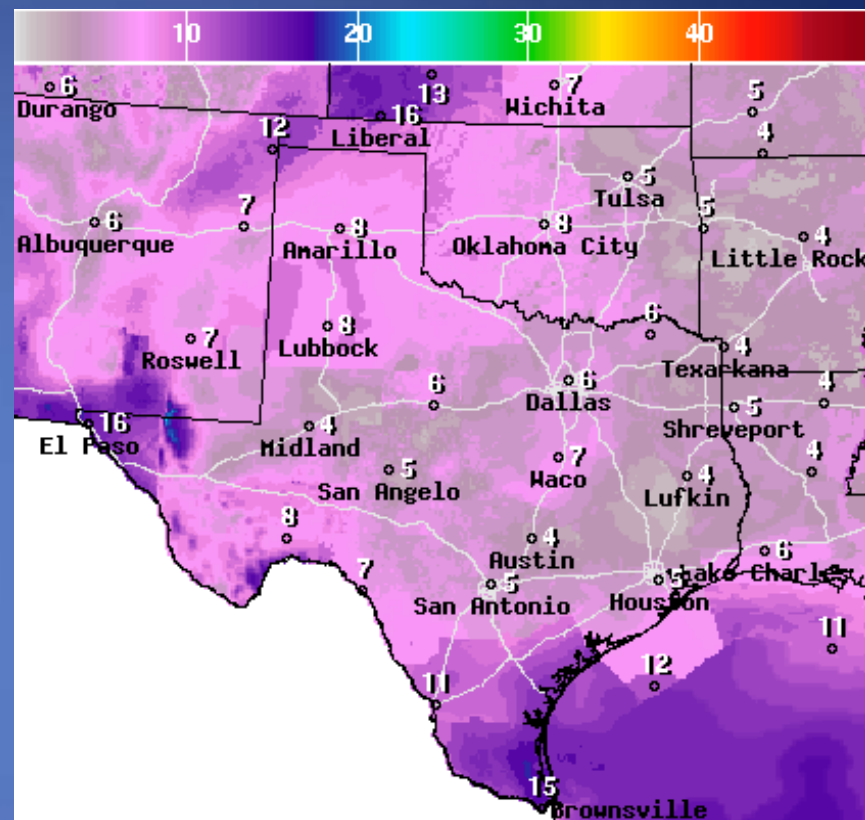 10 20 30 40
6 13 7 5
Durango 16 Wichita
12 Liberal 4
5
Tulsa
6 7 8 8 5 4
Albuquerque Amarillo Oklahoma City Little Rock
7 8 6
Roswell Lubbock 4
Texarkana
6 6 5 4
16 4 Dallas Shreveport
El Paso Midland
5 7 4 4
San Angelo Waco Lufkin
8 4
Austin 6
7 5 5 Lake Charles
San Antonio Houston
11
12
11
15
Brownsville